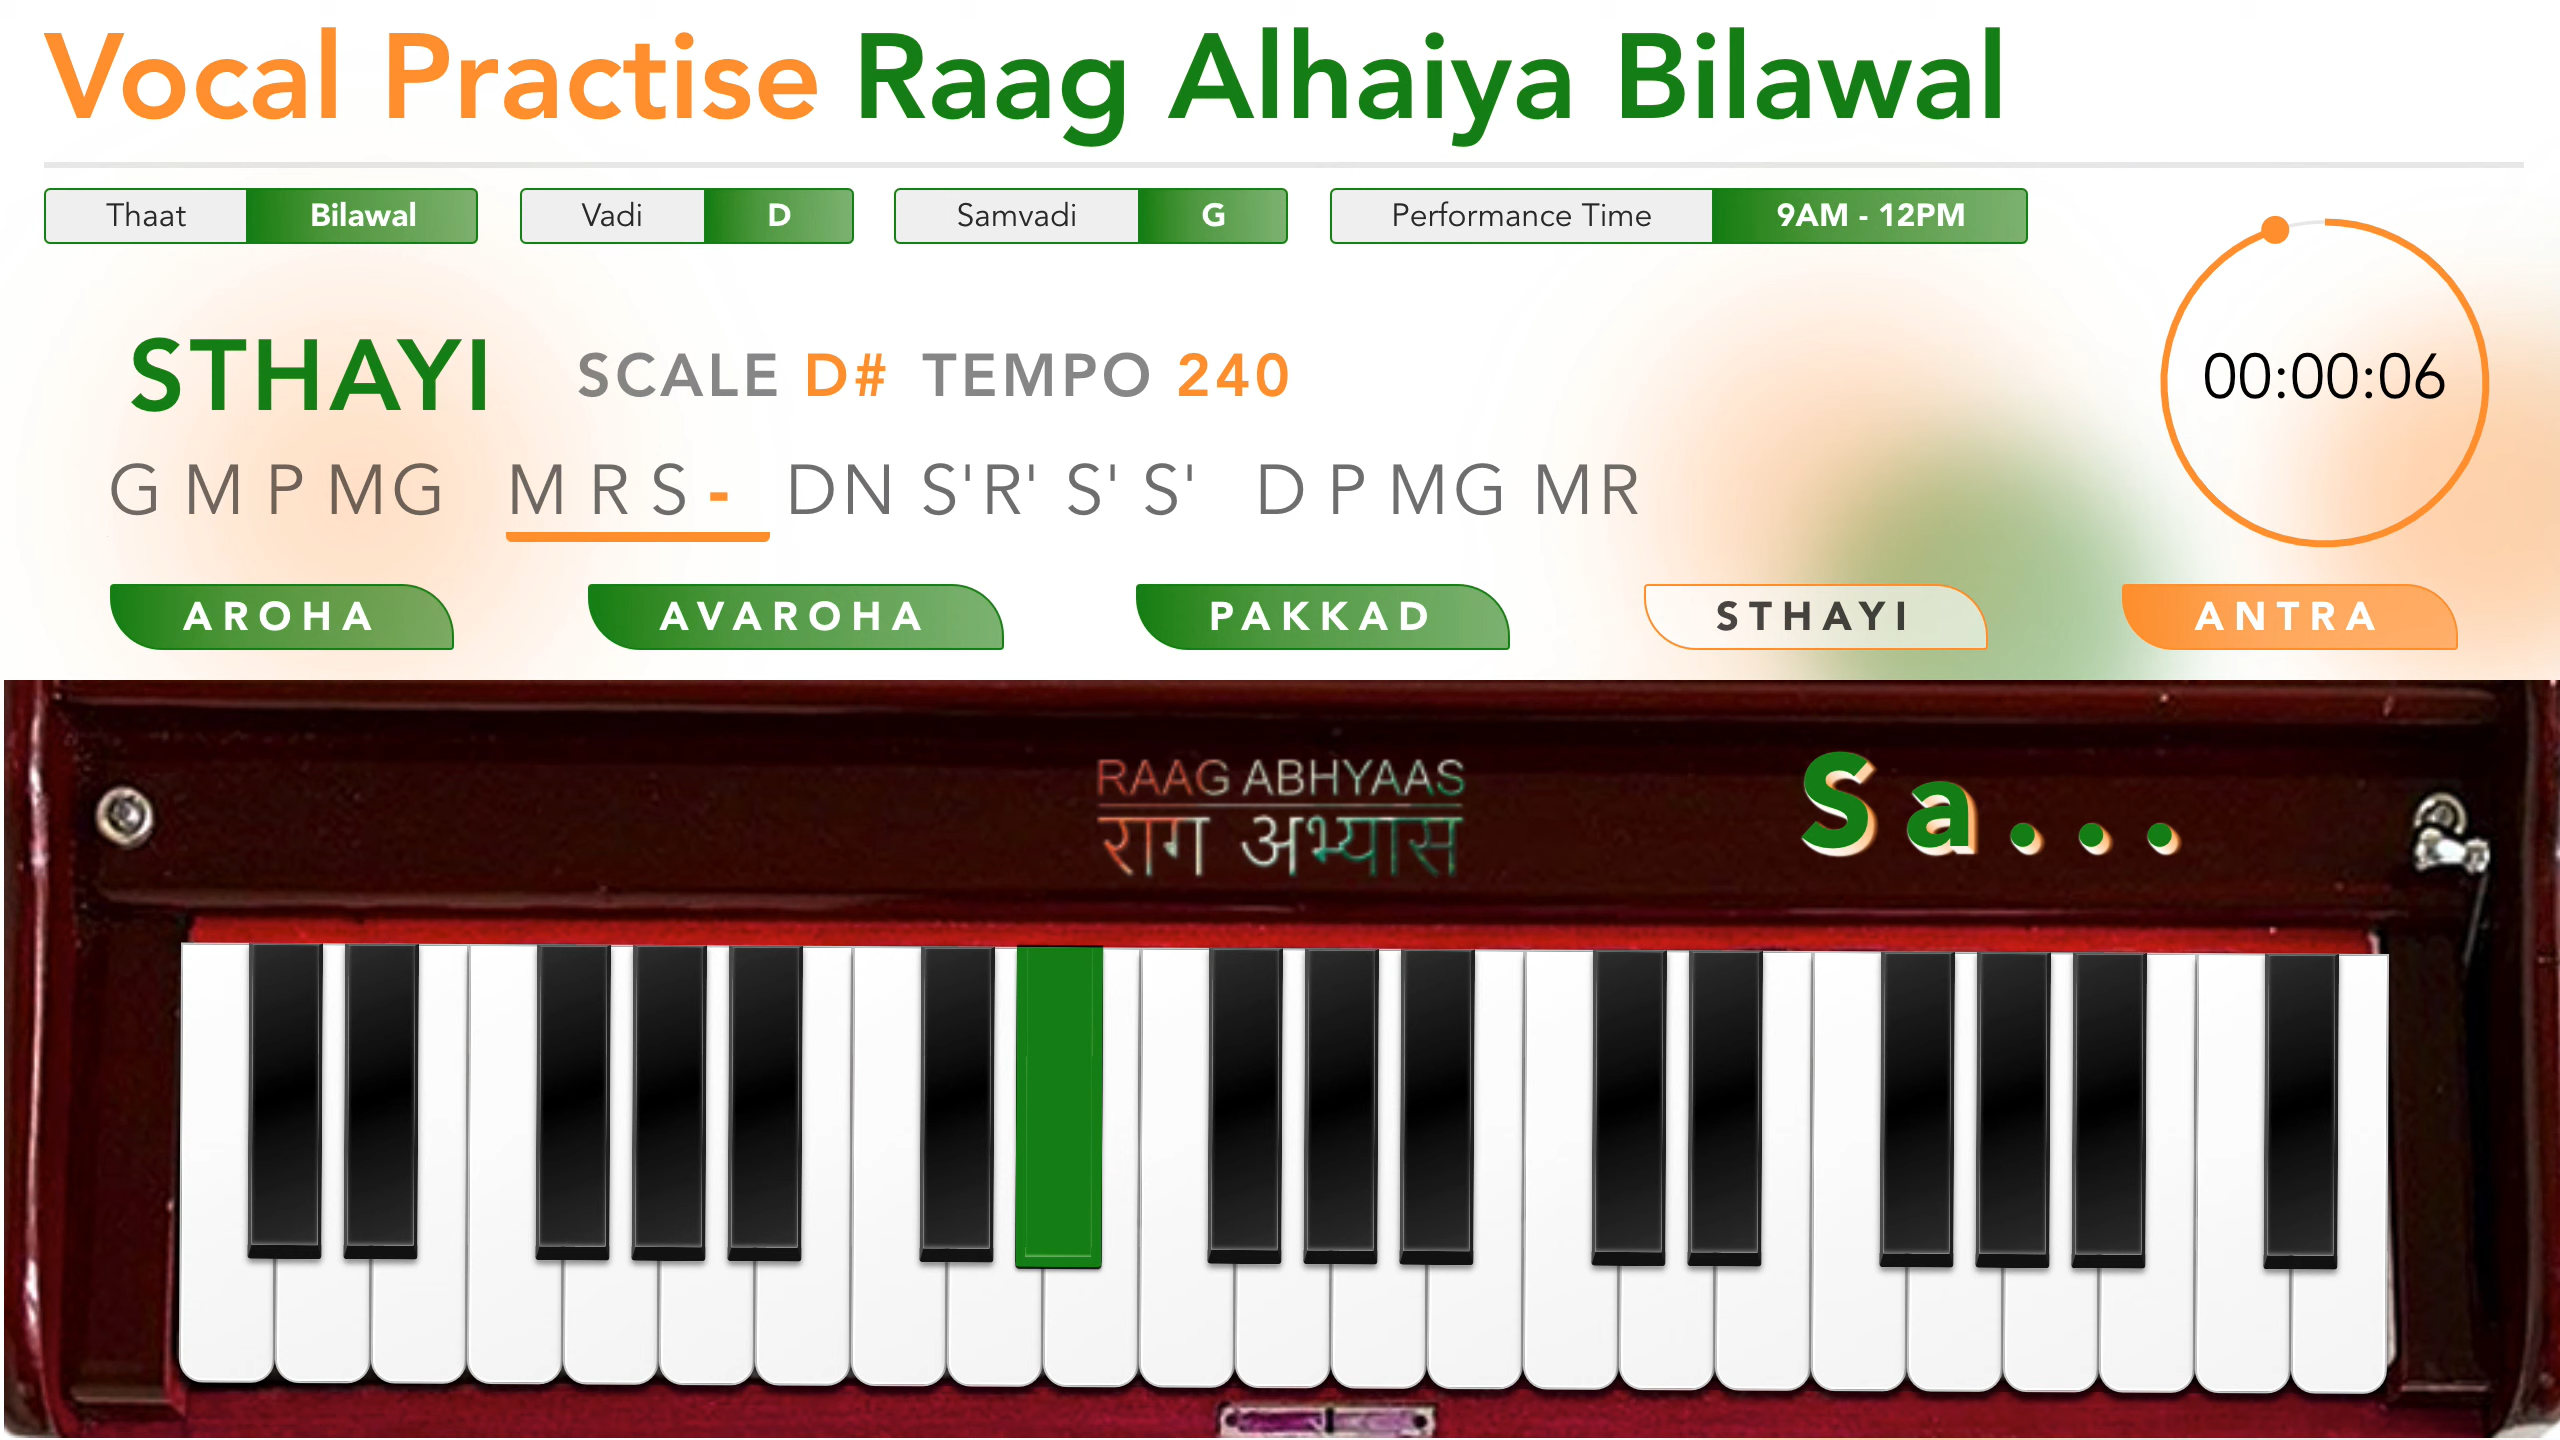 Vocal Practise Raag Alhaiya Bilawal
Thaat Bilawal Vadi D Samvadi G Performance Time 9AM - 12PM
STHAYI SCALE D# TEMPO 240
00:00:06
G M P MG M R S - DN S'R' S' S' D P MG MR
AROHA AVAROHA PAKKAD STHAYI ANTRA
RAAG ABHYAAS
राग अभ्यास
Sa...